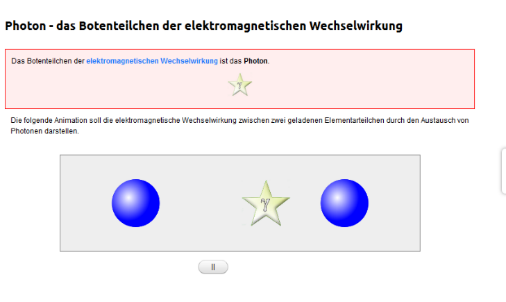 Photon - das Botenteilchen der elektromagnetischen Wechselwirkung
Das Botenteilchen der elektromagnetischen Wechselwirkung ist das Photon.
γ
Die folgende Animation soll die elektromagnetische Wechselwirkung zwischen zwei geladenen Elementarteilchen durch den Austausch von
Photonen darstellen.
γ